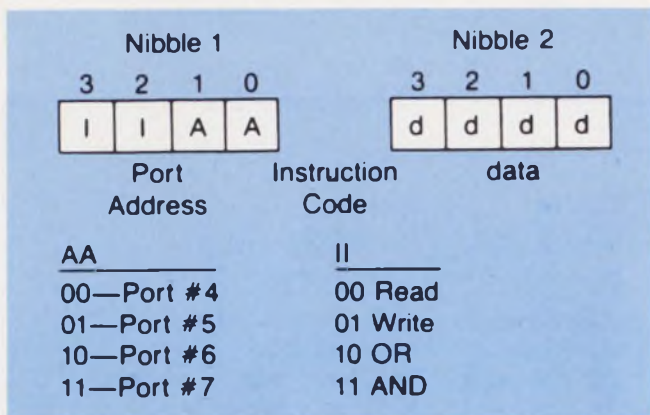 Nibble 1 Nibble 2
3 2 1 0 3 2 1 0
I I A A d d d d
Port Instruction data
Address Code
AA II
00—Port #4 00 Read
01—Port #5 01 Write
10—Port #6 10 OR
11—Port #7 11 AND